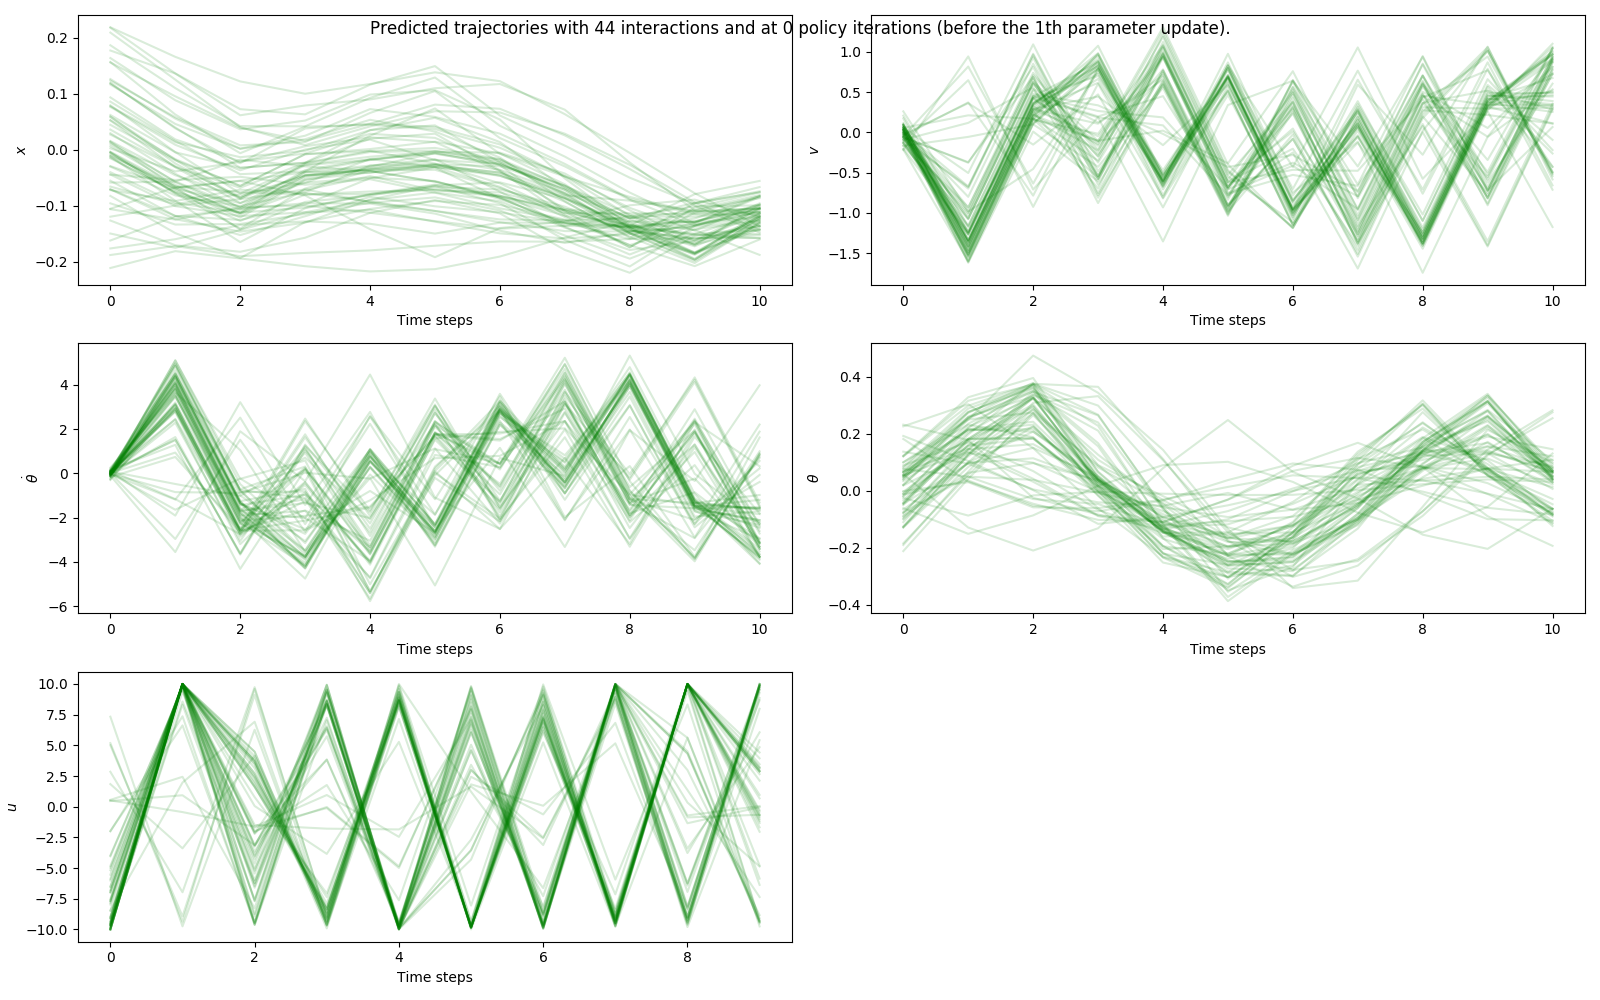 Predicted trajectories with 44 interactions and at 0 policy iterations (before the 1th parameter update).
0.2
0.1
0.0
−0.1
−0.2
x
0 2 4 6 8 10
Time steps
1.0
0.5
0.0
−0.5
−1.0
−1.5
v
0 2 4 6 8 10
Time steps
4
2
0
−2
−4
−6
θ̇
0 2 4 6 8 10
Time steps
0.4
0.2
0.0
−0.2
−0.4
θ
0 2 4 6 8 10
Time steps
10.0
7.5
5.0
2.5
0.0
−2.5
−5.0
−7.5
−10.0
u
0 2 4 6 8
Time steps